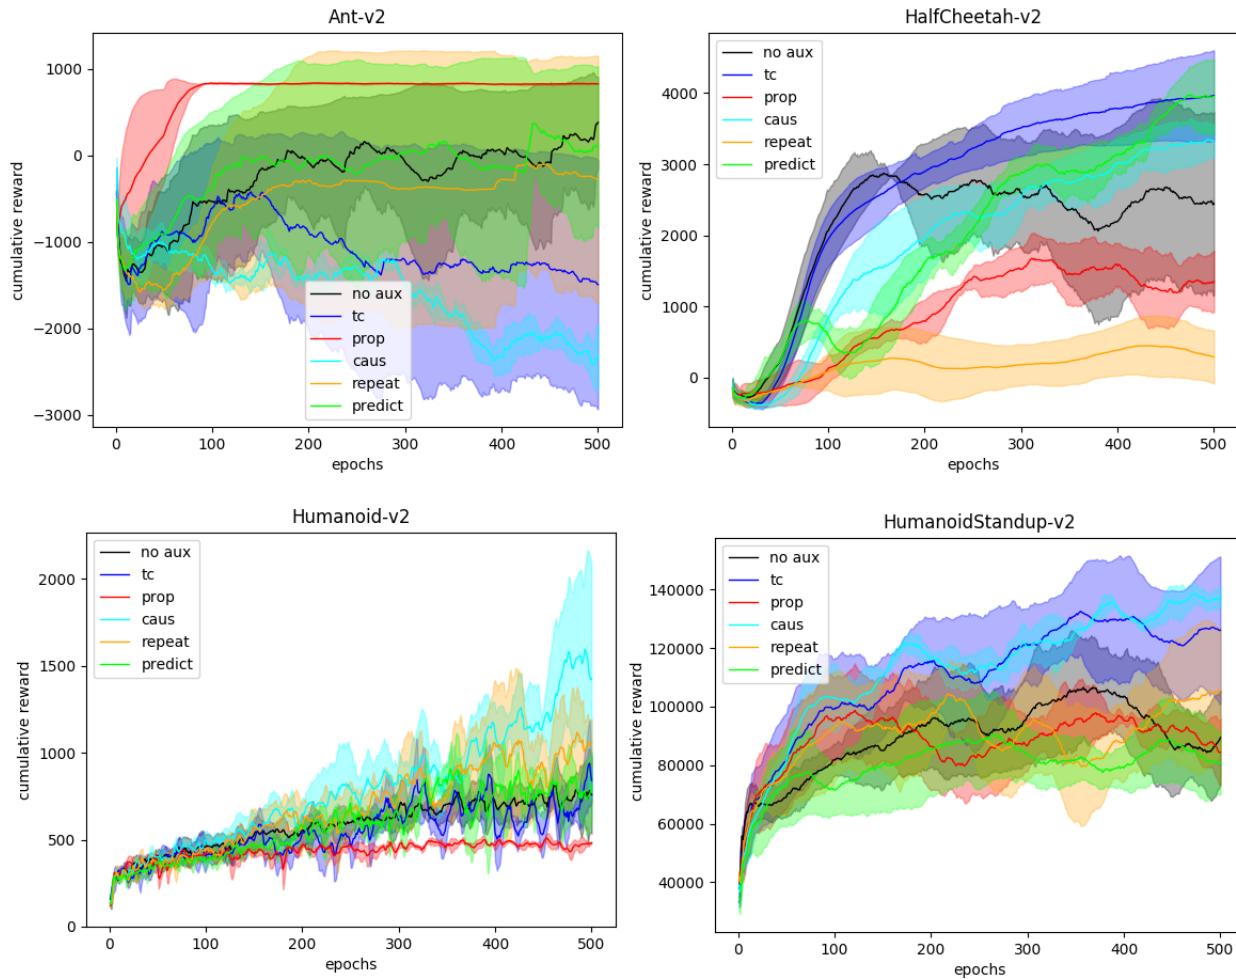 Ant-v2
1000
0
−1000
−2000
−3000
cumulative reward
no aux
tc
prop
caus
repeat
predict
0 100 200 300 400 500
epochs
HalfCheetah-v2
4000
3000
2000
1000
0
cumulative reward
no aux
tc
prop
caus
repeat
predict
0 100 200 300 400 500
epochs
Humanoid-v2
2000
1500
1000
500
0
cumulative reward
no aux
tc
prop
caus
repeat
predict
0 100 200 300 400 500
epochs
HumanoidStandup-v2
140000
120000
100000
80000
60000
40000
cumulative reward
no aux
tc
prop
caus
repeat
predict
0 100 200 300 400 500
epochs